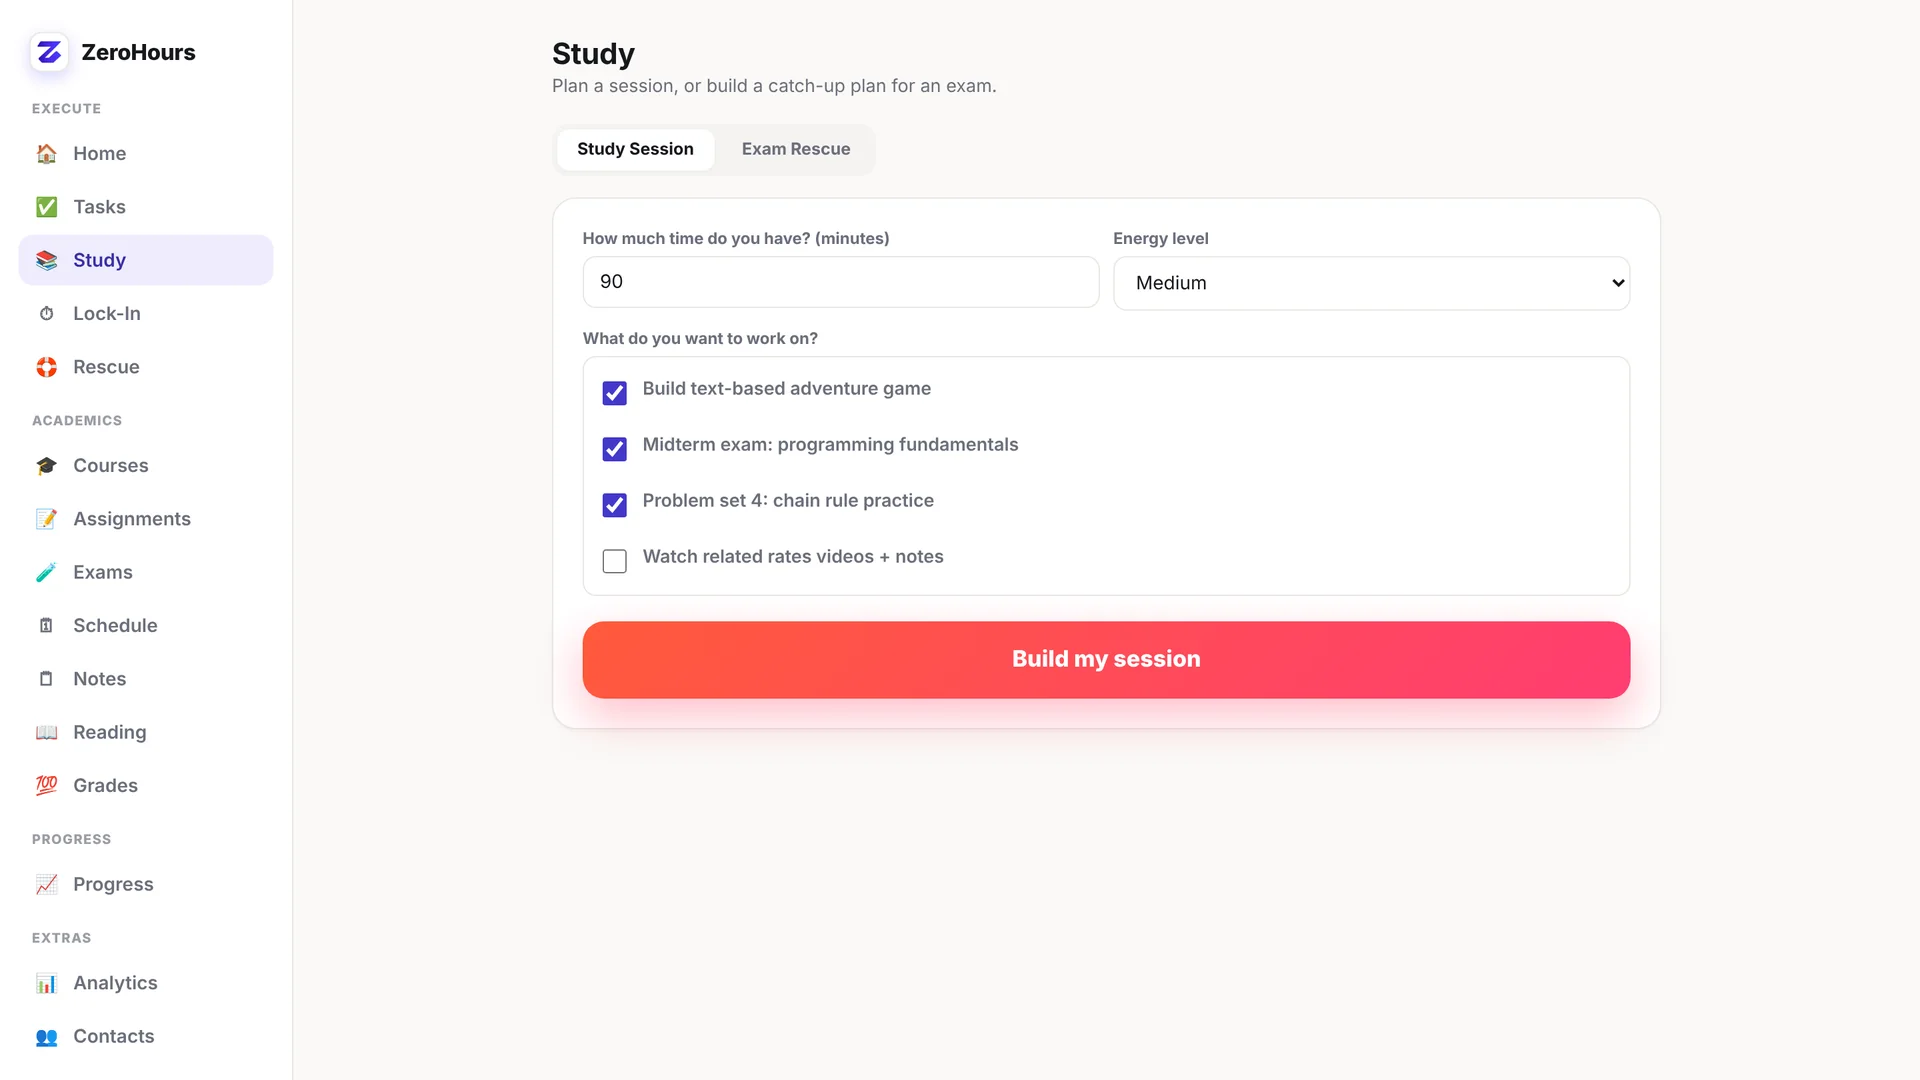 ZeroHours
EXECUTE
Home
Tasks
Study
Lock-In
Rescue
ACADEMICS
Courses
Assignments
Exams
Schedule
Notes
Reading
Grades
PROGRESS
Progress
EXTRAS
Analytics
Contacts
Study
Plan a session, or build a catch-up plan for an exam.
Study Session
Exam Rescue
How much time do you have? (minutes)
90
Energy level
Medium
What do you want to work on?
Build text-based adventure game
Midterm exam: programming fundamentals
Problem set 4: chain rule practice
Watch related rates videos + notes
Build my session